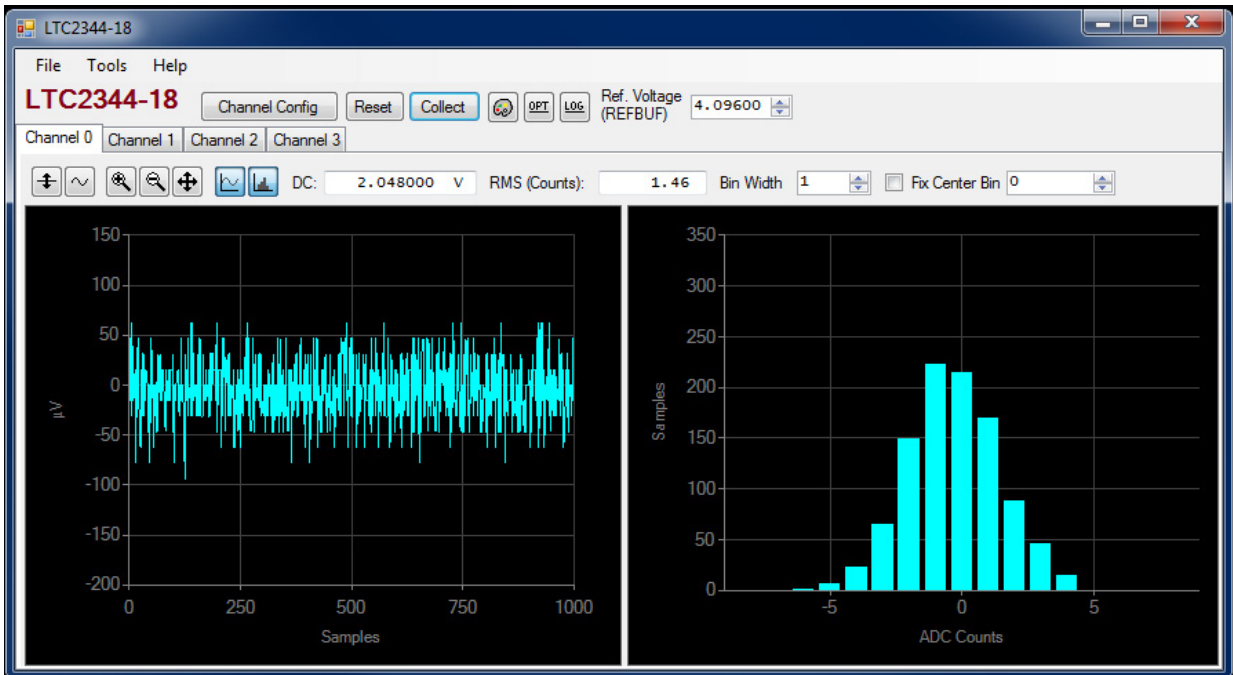 LTC2344-18
File Tools Help
LTC2344-18 Channel Config Reset Collect OPT LOG Ref. Voltage (REFBUF) 4.09600
Channel 0 Channel 1 Channel 2 Channel 3
DC: 2.048000 V RMS (Counts): 1.46 Bin Width 1 Fix Center Bin 0
150
100
50
0
-50
-100
-150
-200
µV
0 250 500 750 1000
Samples
350
300
250
200
150
100
50
0
Samples
-5 0 5
ADC Counts